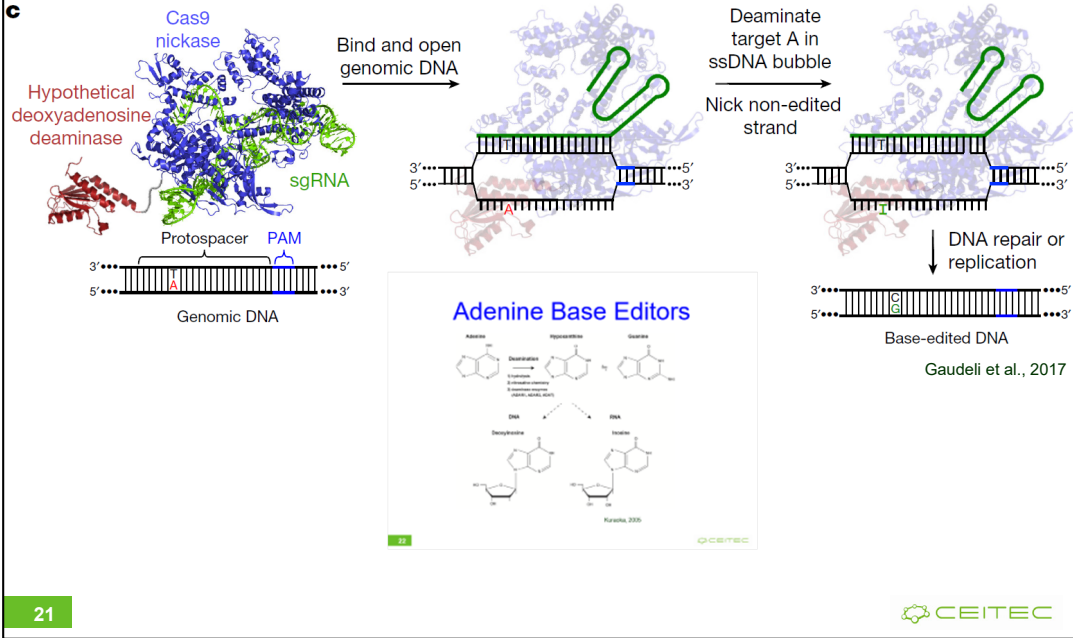 c
Cas9
nickase
Hypothetical
deoxyadenosine
deaminase
sgRNA
Bind and open
genomic DNA
Deaminate
target A in
ssDNA bubble
Nick non-edited
strand
T
3′
5′
5′
3′
A
T
3′
5′
5′
3′
I
Protospacer PAM
3′
5′
T
A
5′
3′
Genomic DNA
DNA repair or
replication
3′
5′
C
G
5′
3′
Base-edited DNA
Gaudeli et al., 2017
Adenine Base Editors
Adenine
Hypoxanthine
Guanine
Deamination
DNA
RNA
Deoxyinosine
Inosine
Kuraoka, 2005
22
CEITEC
21
CEITEC